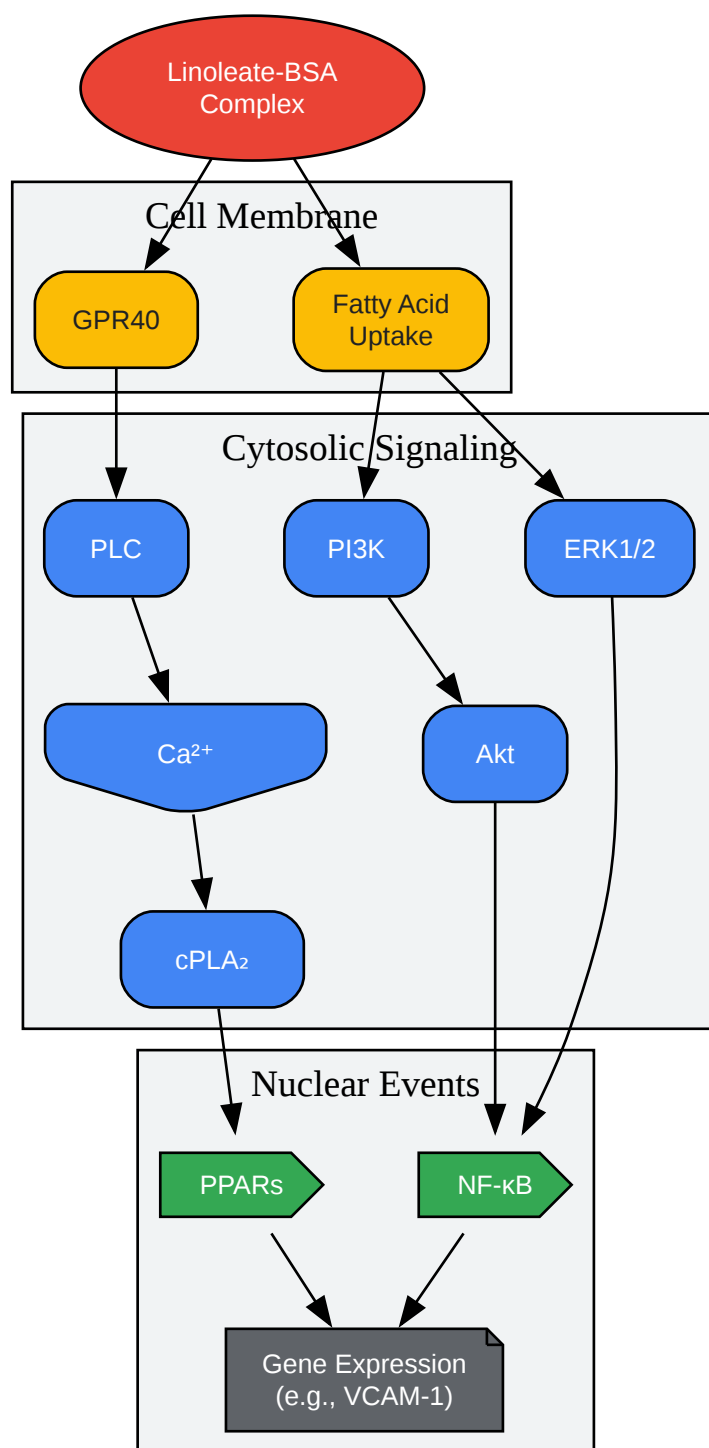 Linoleate-BSA
Complex
Cell Membrane
GPR40
Fatty Acid
Uptake
Cytosolic Signaling
PLC
PI3K
ERK1/2
Ca²⁺
Akt
cPLA₂
Nuclear Events
PPARs
NF-κB
Gene Expression
(e.g., VCAM-1)